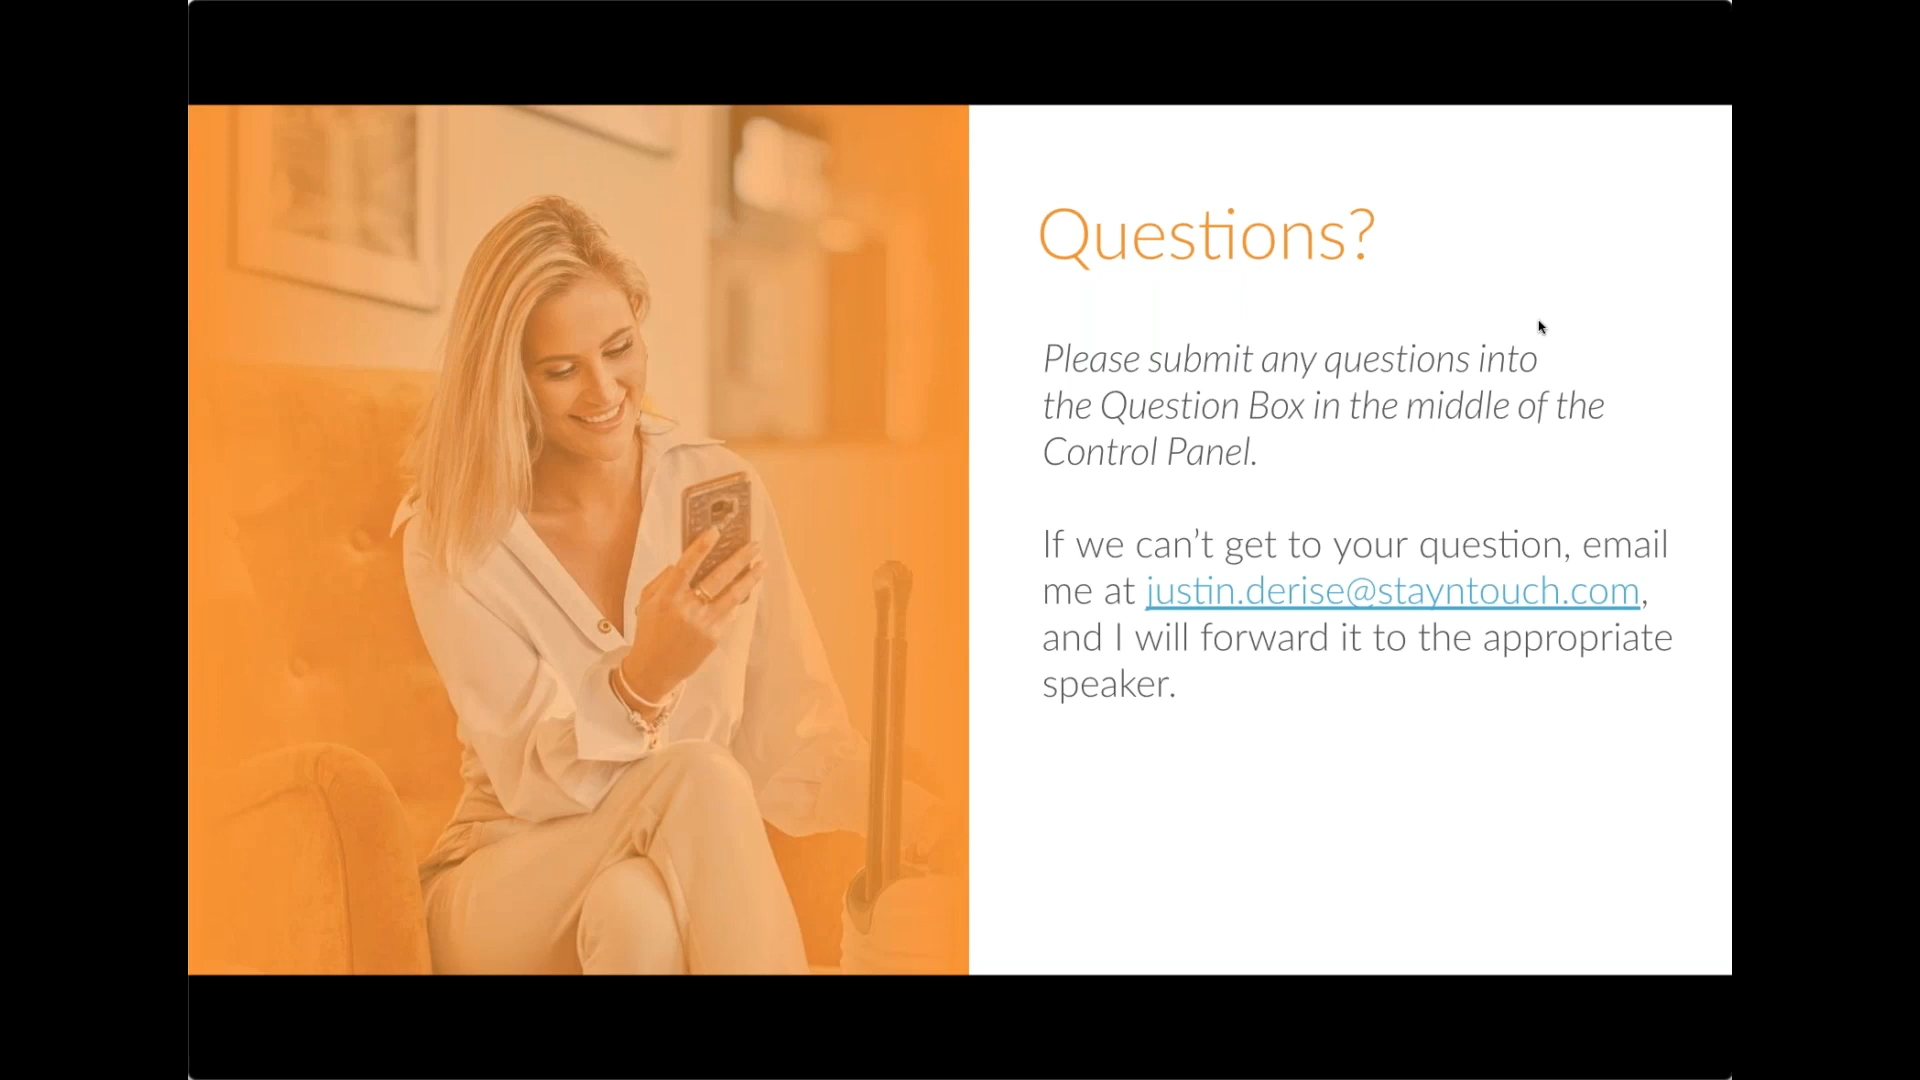 Questions?
Please submit any questions into
the Question Box in the middle of the
Control Panel.
If we can’t get to your question, email
me at justin.derise@stayntouch.com,
and I will forward it to the appropriate
speaker.